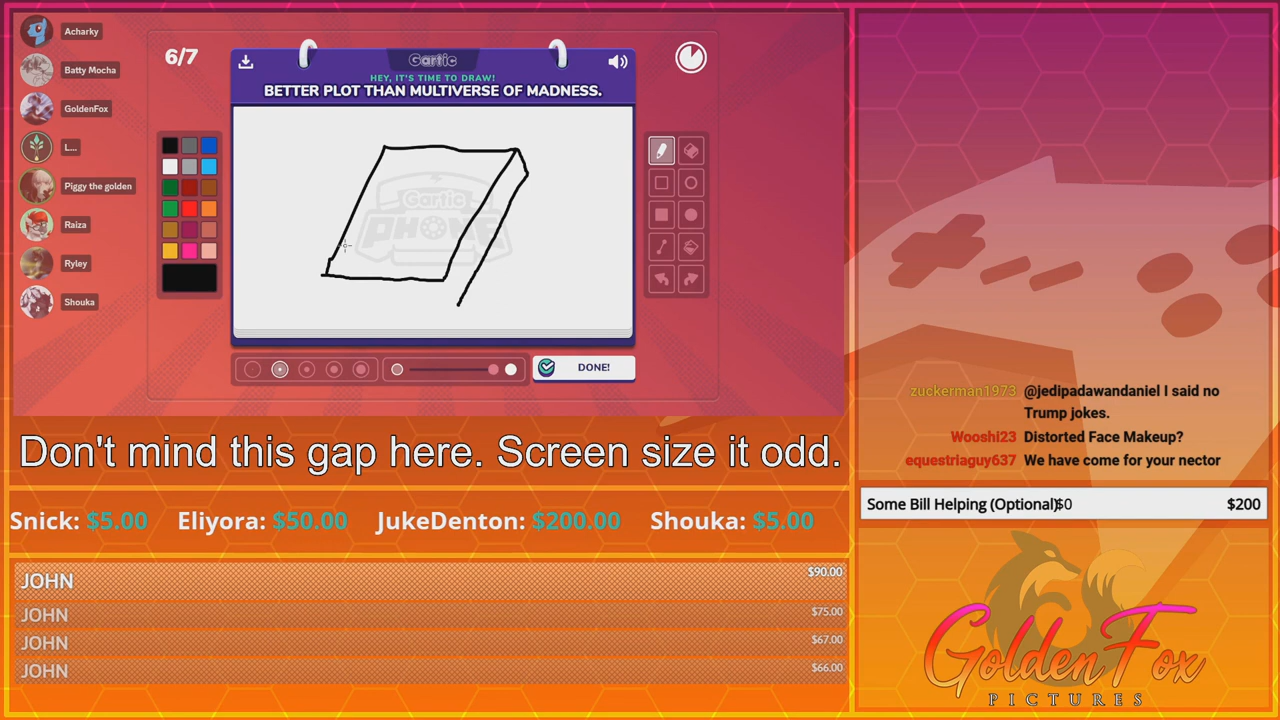 Acharky
Batty Mocha
GoldenFox
L...
Piggy the golden
Raiza
Ryley
Shouka
6/7
Gartic
HEY, IT'S TIME TO DRAW!
BETTER PLOT THAN MULTIVERSE OF MADNESS.
Gartic
PHONE
DONE!
Don't mind this gap here. Screen size it odd.
Snick: $5.00 Eliyora: $50.00 JukeDenton: $200.00 Shouka: $5.00
JOHN $90.00
JOHN $75.00
JOHN $67.00
JOHN $66.00
zuckerman1973 @jedipadawandaniel I said no
Trump jokes.
Wooshi23 Distorted Face Makeup?
equestriaguy637 We have come for your nector
Some Bill Helping (Optional) $0 $200
GoldenFox
PICTURES